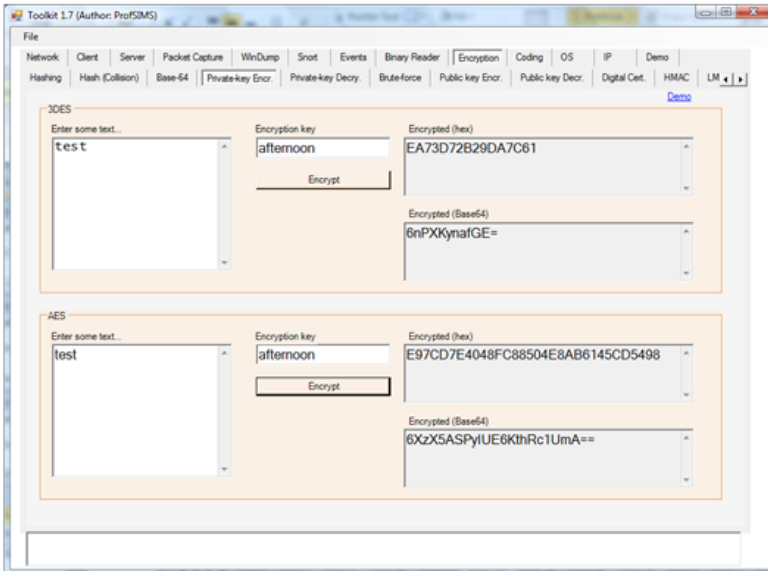 Toolkit 1.7 (Author: ProfSIMS)
File
Network Client Server Packet Capture WinDump Snort Events Binary Reader Encryption Coding OS IP Demo
Hashing Hash (Collision) Base-64 Private-key Encr. Private-key Decry. Brute-force Public key Encr. Public key Decr. Digital Cert. HMAC LM
Demo
3DES
Enter some text... Encryption key Encrypted (hex)
test afternoon EA73D72B29DA7C61
Encrypt
Encrypted (Base64)
6nPXKynafGE=
AES
Enter some text... Encryption key Encrypted (hex)
test afternoon E97CD7E4048FC88504E8AB6145CD5498
Encrypt
Encrypted (Base64)
6XzX5ASPyIUE6KthRc1UmA==